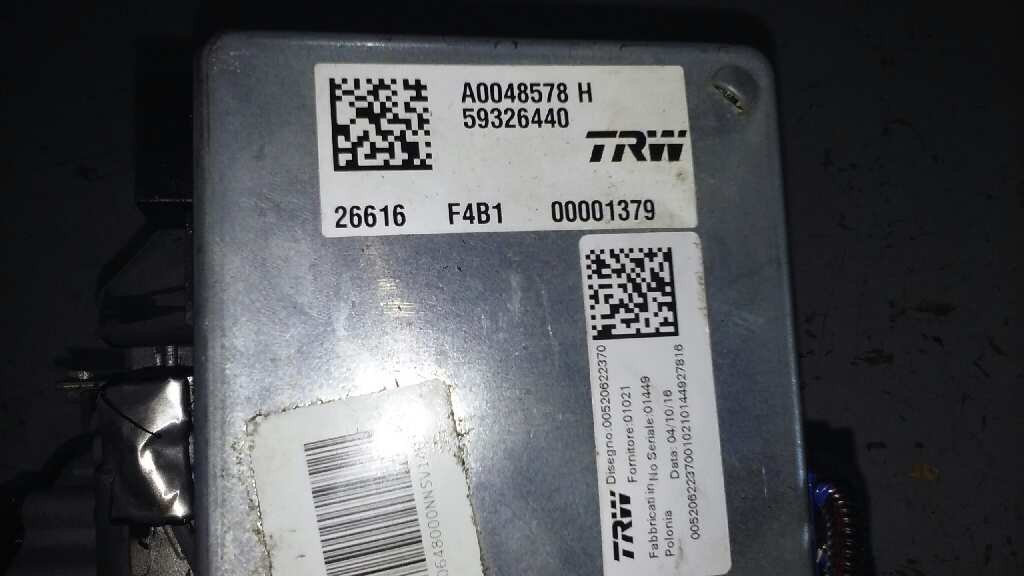 A0048578 H
59326440
TRW
26616 F4B1 00001379
TRW
Disegno:00520622370
Fornitore:01021
Fabbricati in No Seriale:01449
Polonia Data: 04/10/16
00520622370010210144927816